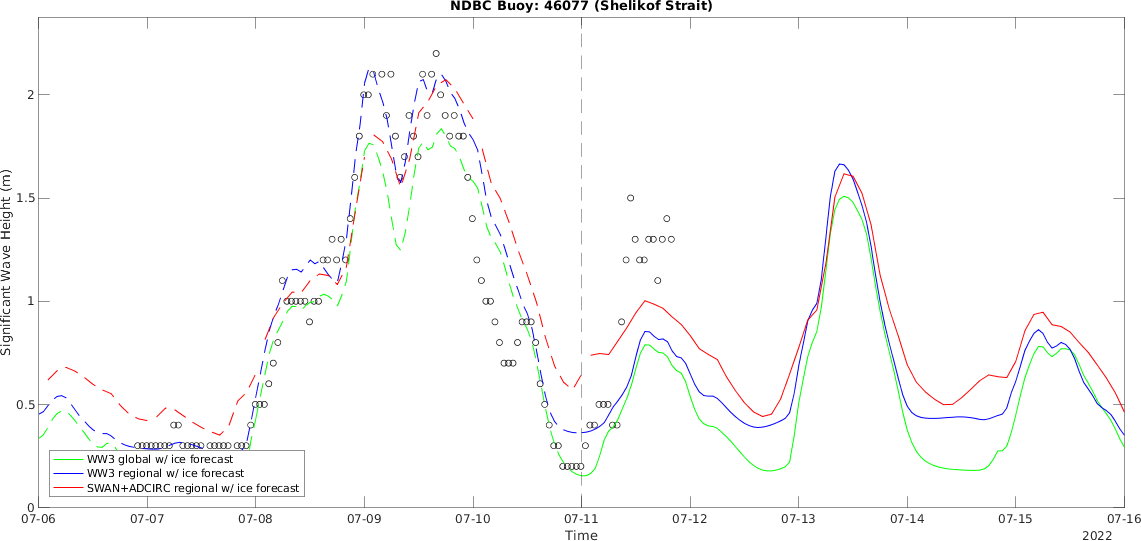 NDBC Buoy: 46077 (Shelikof Strait)
Significant Wave Height (m)
2
1.5
1
0.5
0
WW3 global w/ ice forecast
WW3 regional w/ ice forecast
SWAN+ADCIRC regional w/ ice forecast
07-06 07-07 07-08 07-09 07-10 07-11 07-12 07-13 07-14 07-15 07-16
Time
2022